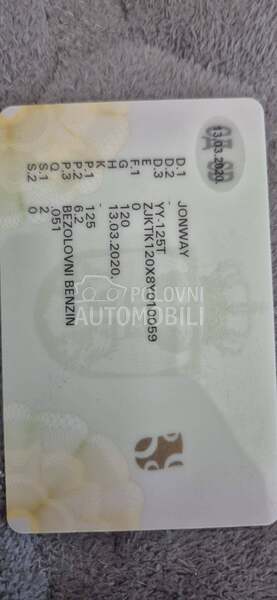 13.03.2020.
D.1 JONWAY
D.2 -
D.3 YY-125T
E ZJKTK120X8Y010059
F.1 0
G 120
H 13.03.2020.
K -
P.1 125
P.2 6.2
P.3 BEZOLOVNI BENZIN
Q .051
S.1 2
S.2 0
POLOVNI
AUTOMOBILI